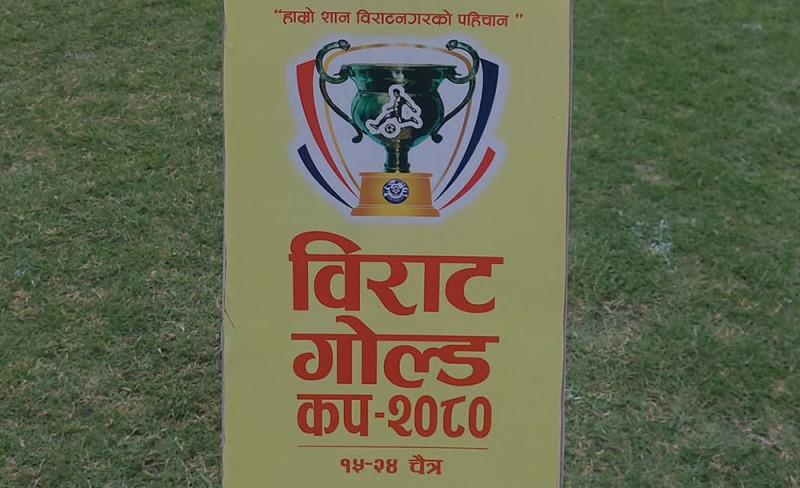 “हाम्रो शान विराटनगरको पहिचान ”
विराट
गोल्ड
कप-२०८०
१५-२४ चैत्र